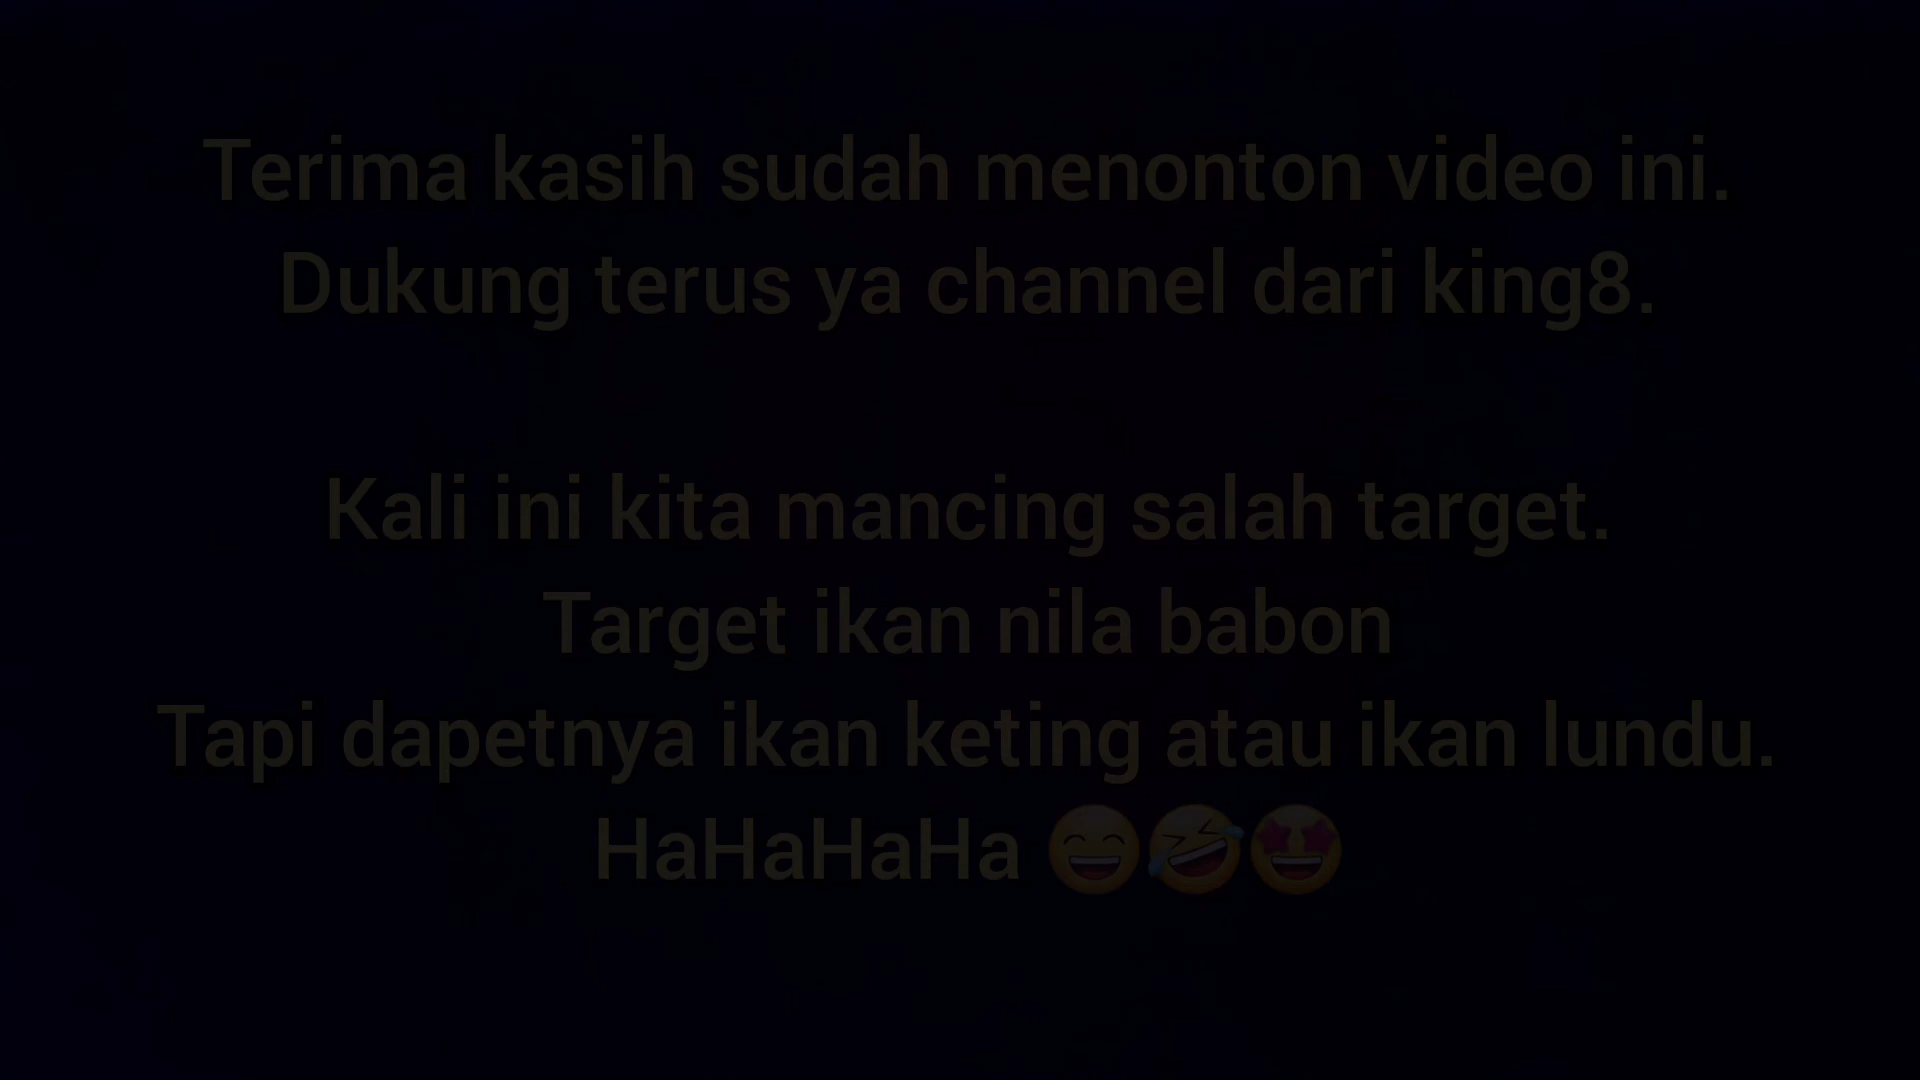 Terima kasih sudah menonton video ini.
Dukung terus ya channel dari king8.
Kali ini kita mancing salah target.
Target ikan nila babon
Tapi dapetnya ikan keting atau ikan lundu.
HaHaHaHa 😄🤣🤩